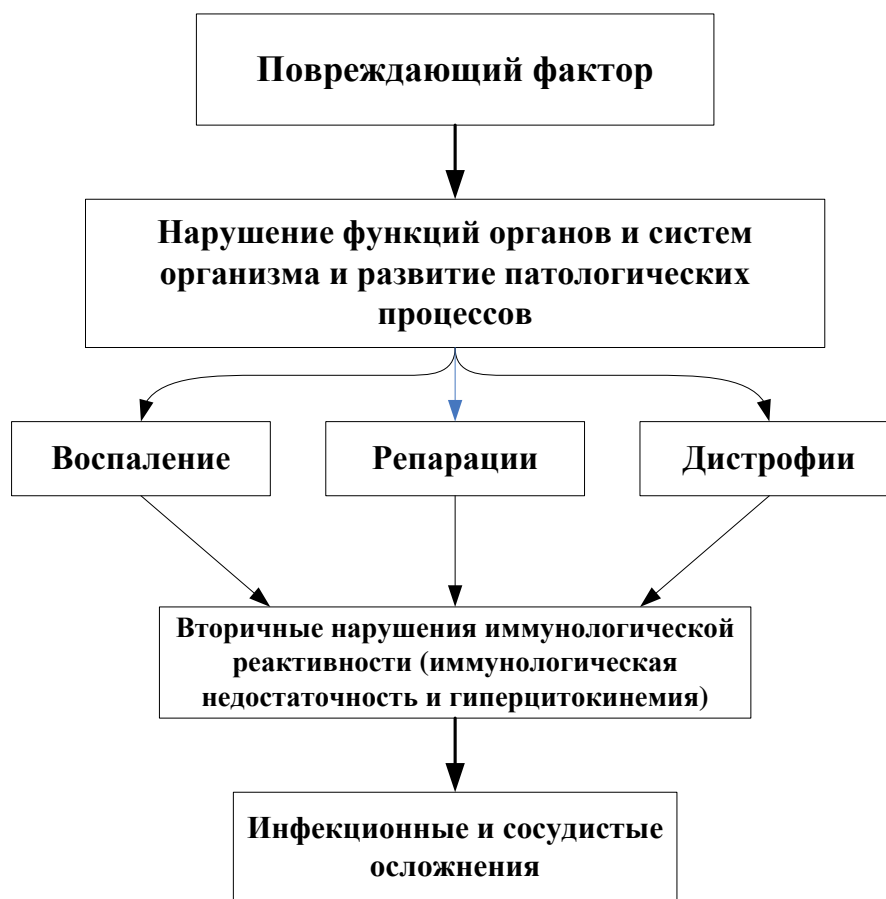 Повреждающий фактор
Нарушение функций органов и систем
организма и развитие патологических
процессов
Воспаление
Репарации
Дистрофии
Вторичные нарушения иммунологической
реактивности (иммунологическая
недостаточность и гиперцитокинемия)
Инфекционные и сосудистые
осложнения